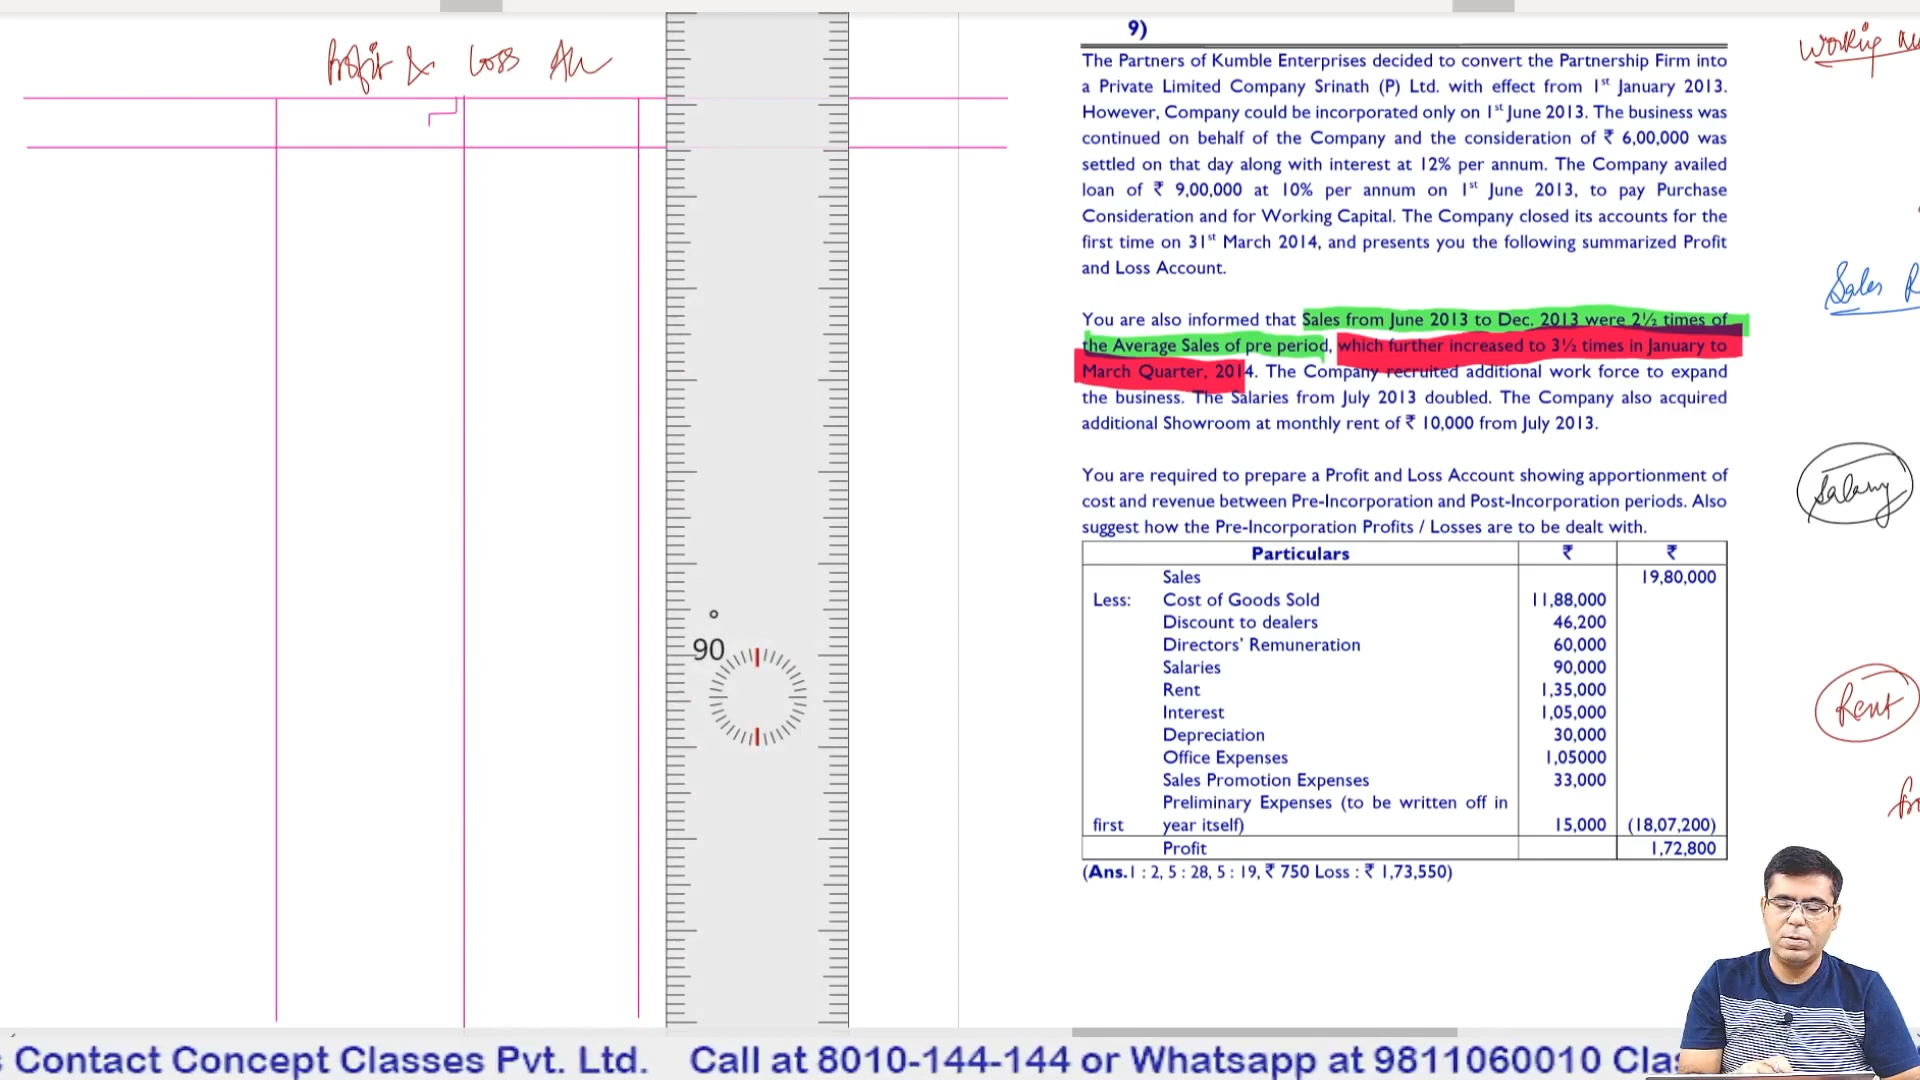 Profit & Loss A/c
90
°
9)
The Partners of Kumble Enterprises decided to convert the Partnership Firm into
a Private Limited Company Srinath (P) Ltd. with effect from 1st January 2013.
However, Company could be incorporated only on 1st June 2013. The business was
continued on behalf of the Company and the consideration of ₹ 6,00,000 was
settled on that day along with interest at 12% per annum. The Company availed
loan of ₹ 9,00,000 at 10% per annum on 1st June 2013, to pay Purchase
Consideration and for Working Capital. The Company closed its accounts for the
first time on 31st March 2014, and presents you the following summarized Profit
and Loss Account.
You are also informed that Sales from June 2013 to Dec. 2013 were 2½ times of
the Average Sales of pre period, which further increased to 3½ times in January to
March Quarter, 2014. The Company recruited additional work force to expand
the business. The Salaries from July 2013 doubled. The Company also acquired
additional Showroom at monthly rent of ₹ 10,000 from July 2013.
You are required to prepare a Profit and Loss Account showing apportionment of
cost and revenue between Pre-Incorporation and Post-Incorporation periods. Also
suggest how the Pre-Incorporation Profits / Losses are to be dealt with.
Particulars ₹ ₹
Sales 19,80,000
Less: Cost of Goods Sold 11,88,000
Discount to dealers 46,200
Directors' Remuneration 60,000
Salaries 90,000
Rent 1,35,000
Interest 1,05,000
Depreciation 30,000
Office Expenses 1,05000
Sales Promotion Expenses 33,000
Preliminary Expenses (to be written off in
first year itself) 15,000 (18,07,200)
Profit 1,72,800
(Ans.1 : 2, 5 : 28, 5 : 19, ₹ 750 Loss : ₹ 1,73,550)
Working
Sales R
Salary
Rent
Contact Concept Classes Pvt. Ltd. Call at 8010-144-144 or Whatsapp at 9811060010 Cla